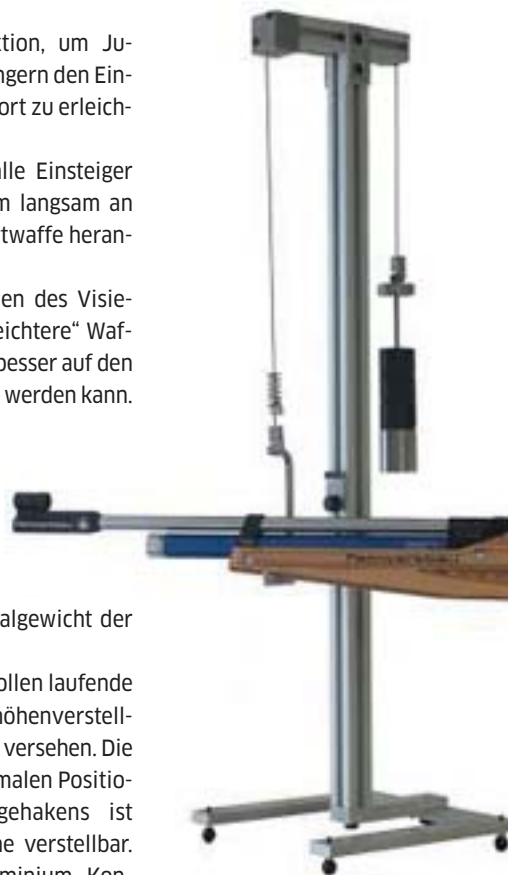 tion, um Ju-
ngern den Ein-
ort zu erleich-
lle Einsteiger
m langsam an
twaffe heran-
en des Visie-
eichtere“ Waf-
besser auf den
werden kann.
algewicht der
ollen laufende
höhenverstell-
versehen. Die
malen Positio-
gehakens ist
ne verstellbar.
minium Kon-